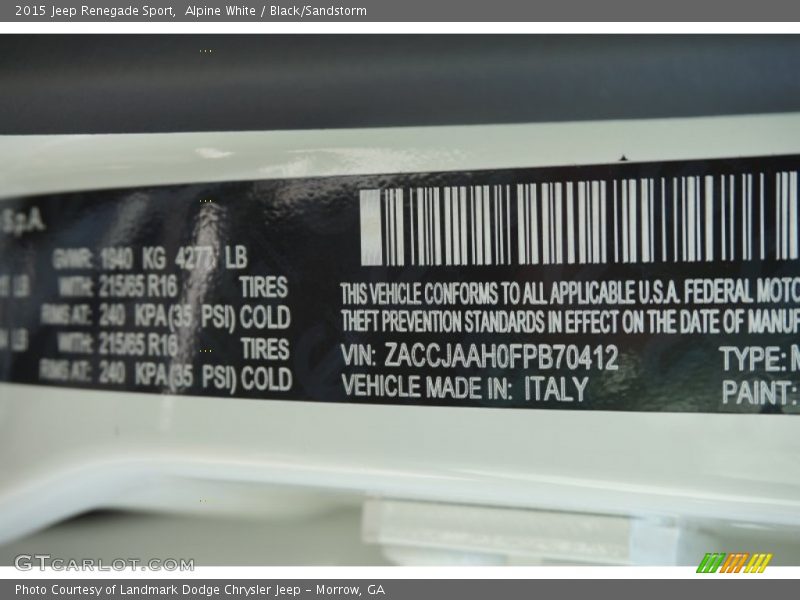 2015 Jeep Renegade Sport,  Alpine White / Black/Sandstorm
S.p.A.
GVWR: 1940 KG 4277 LB
LB WITH: 215/65 R16 TIRES
RIMS AT: 240 KPA(35 PSI) COLD
LB WITH: 215/65 R16 TIRES
RIMS AT: 240 KPA(35 PSI) COLD
THIS VEHICLE CONFORMS TO ALL APPLICABLE U.S.A. FEDERAL MOTO
THEFT PREVENTION STANDARDS IN EFFECT ON THE DATE OF MANUF
VIN: ZACCJAAH0FPB70412 TYPE: M
VEHICLE MADE IN: ITALY PAINT:
GTCARLOT.COM
Photo Courtesy of Landmark Dodge Chrysler Jeep – Morrow, GA